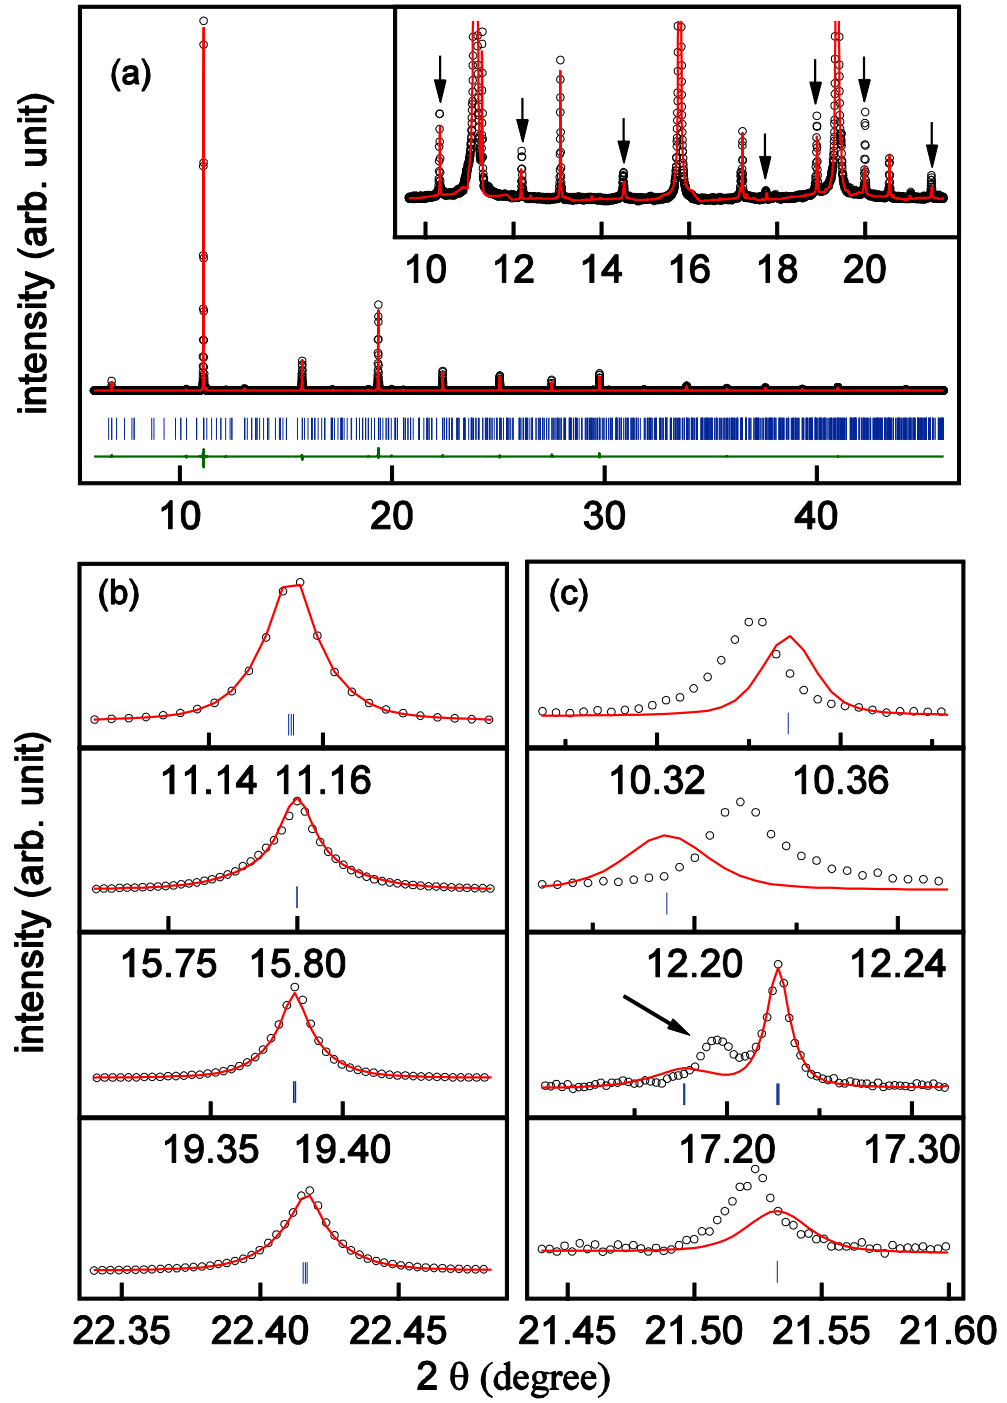 (a)
intensity (arb. unit)
10 12 14 16 18 20
10 20 30 40
(b)
(c)
intensity (arb. unit)
11.14 11.16
10.32 10.36
15.75 15.80
12.20 12.24
19.35 19.40
17.20 17.30
22.35 22.40 22.45
21.45 21.50 21.55 21.60
2 θ (degree)